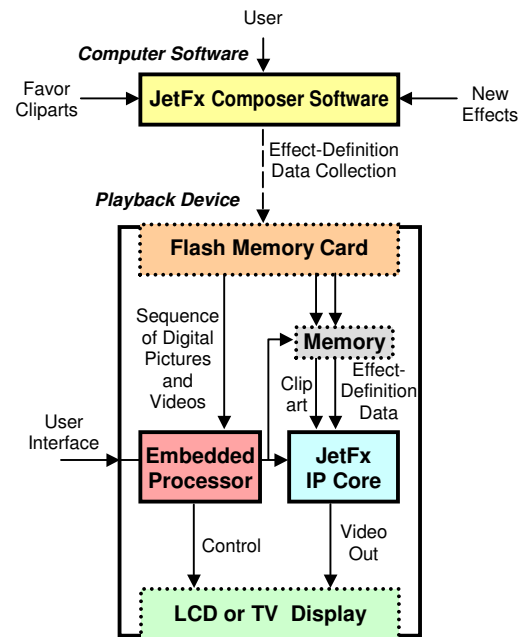 User
Computer Software
Favor
Cliparts
JetFx Composer Software
New
Effects
Effect-Definition
Data Collection
Playback Device
Flash Memory Card
Sequence
of Digital
Pictures
and
Videos
Memory
Clip
art
Effect-
Definition
Data
User
Interface
Embedded
Processor
JetFx
IP Core
Control
Video
Out
LCD or TV Display